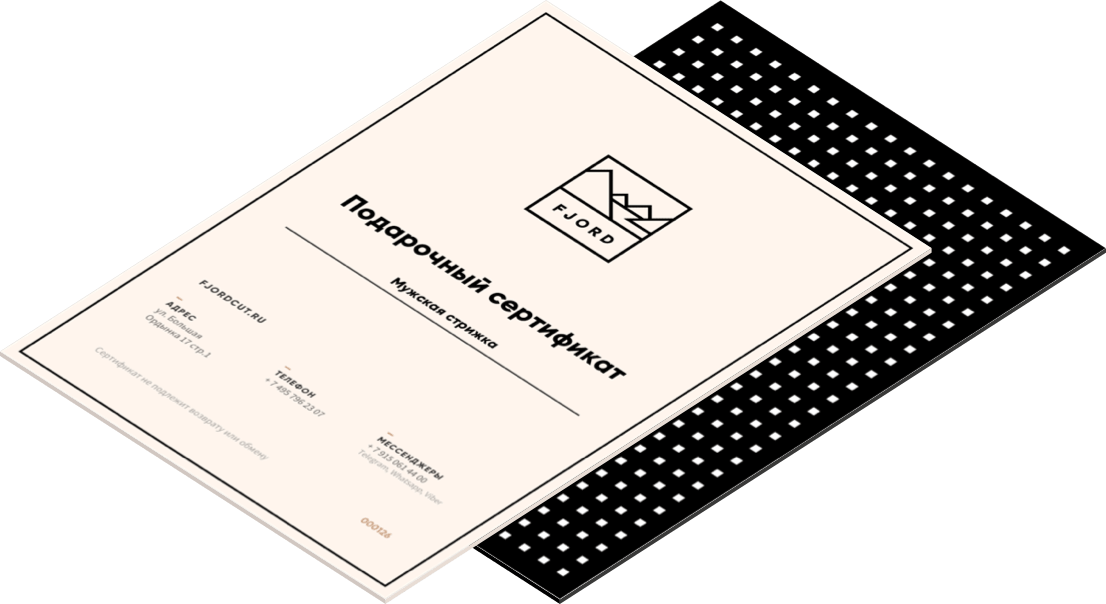 FJORD
Подарочный сертификат
Мужская стрижка
FJORDCUT.RU
АДРЕС
ул. Большая
Ордынка 17 стр.1
ТЕЛЕФОН
+ 7 495 796 23 07
МЕССЕНДЖЕРЫ
+ 7 915 061 44 00
Telegram, Whatsapp, Viber
Сертификат не подлежит возврату или обмену
000126